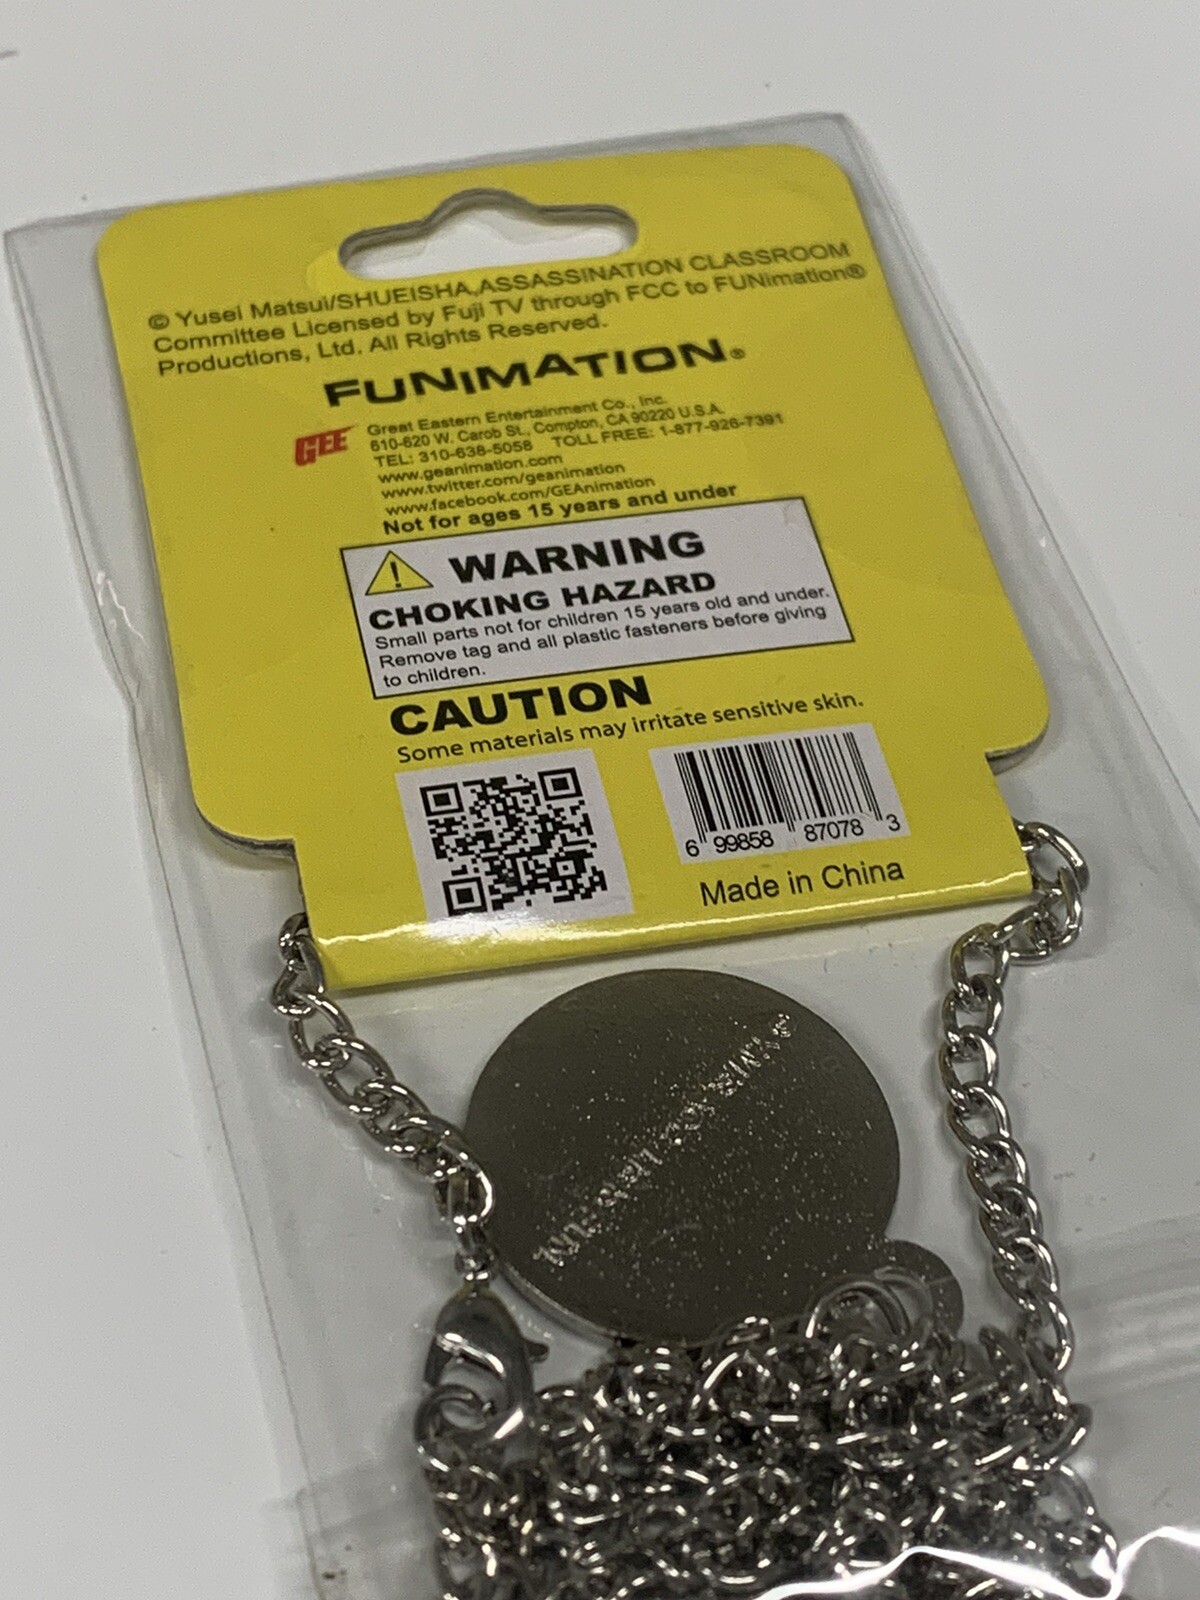 © Yusei Matsui/SHUEISHA,ASSASSINATION CLASSROOM
Committee Licensed by Fuji TV through FCC to FUNimation®
Productions, Ltd. All Rights Reserved.
FUNIMATION®
GEE
Great Eastern Entertainment Co., Inc.
610-620 W. Carob St., Compton, CA 90220 U.S.A.
TEL: 310-638-5058 TOLL FREE: 1-877-926-7391
www.geanimation.com
www.twitter.com/geanimation
www.facebook.com/GEAnimation
Not for ages 15 years and under
WARNING
CHOKING HAZARD
Small parts not for children 15 years old and under.
Remove tag and all plastic fasteners before giving
to children.
CAUTION
Some materials may irritate sensitive skin.
6 99858 87078 3
Made in China